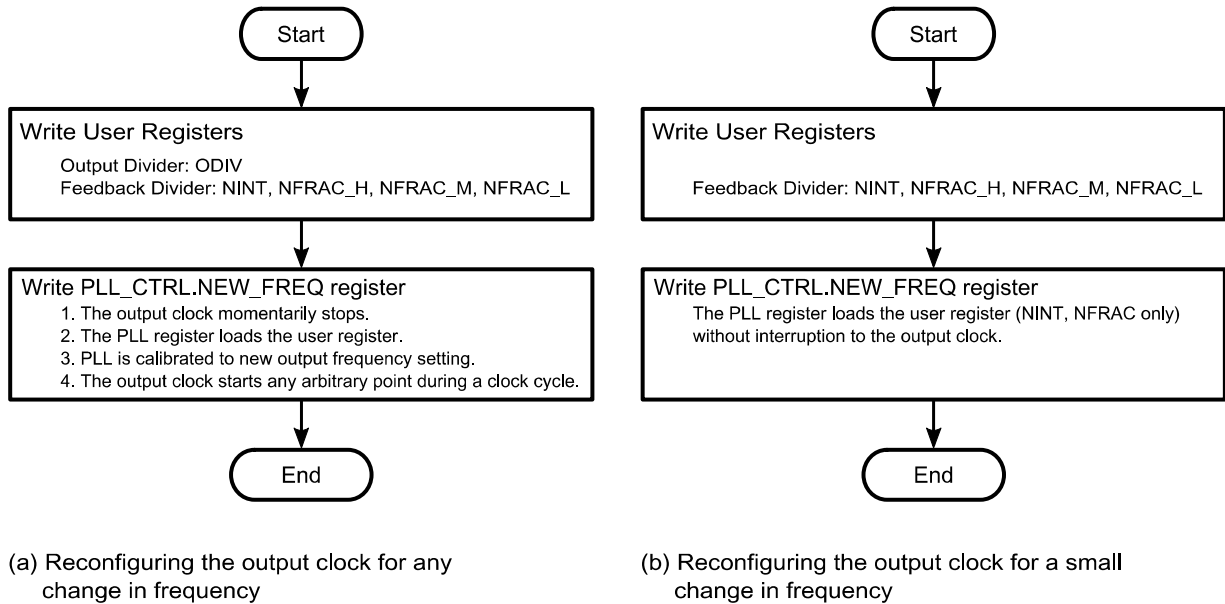 Start
Write User Registers
Output Divider: ODIV
Feedback Divider: NINT, NFRAC_H, NFRAC_M, NFRAC_L
Write PLL_CTRL.NEW_FREQ register
1. The output clock momentarily stops.
2. The PLL register loads the user register.
3. PLL is calibrated to new output frequency setting.
4. The output clock starts any arbitrary point during a clock cycle.
End
(a) Reconfiguring the output clock for any
change in frequency
Start
Write User Registers
Feedback Divider: NINT, NFRAC_H, NFRAC_M, NFRAC_L
Write PLL_CTRL.NEW_FREQ register
The PLL register loads the user register (NINT, NFRAC only)
without interruption to the output clock.
End
(b) Reconfiguring the output clock for a small
change in frequency